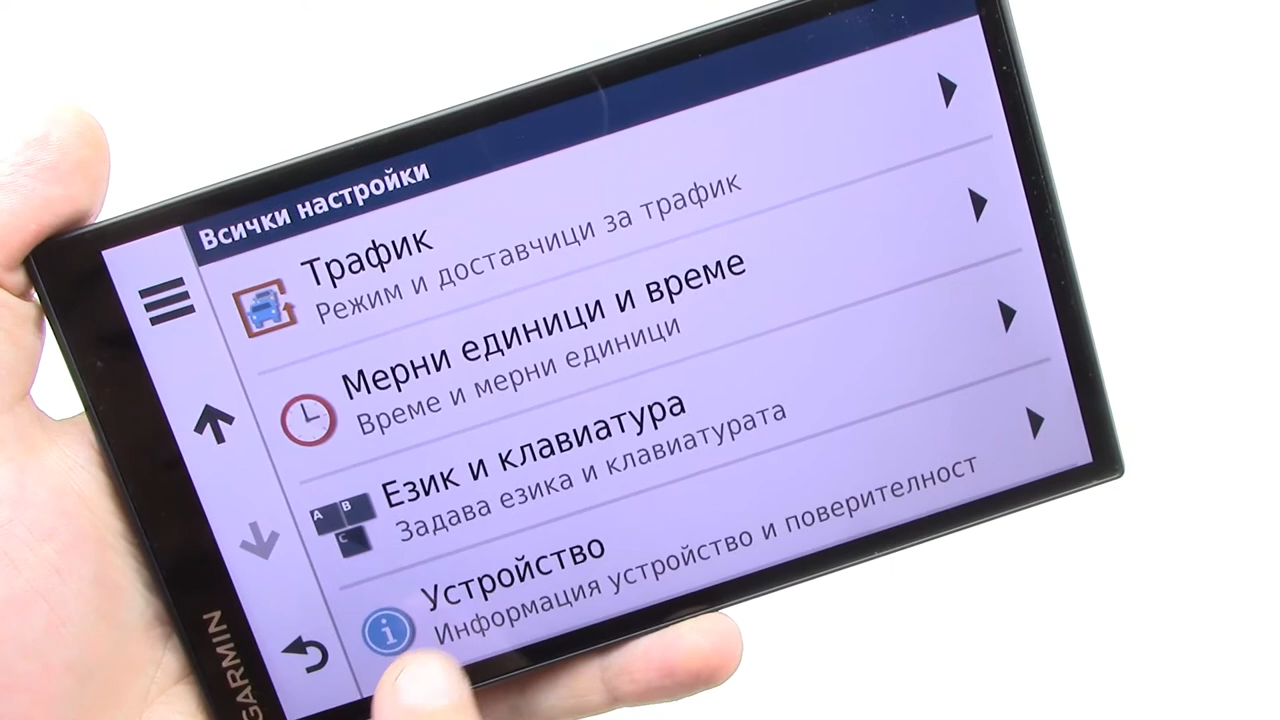 Всички настройки
Трафик
Режим и доставчици за трафик
Мерни единици и време
Време и мерни единици
Език и клавиатура
Задава езика и клавиатурата
A B
C
Устройство
Информация устройство и поверителност
i
GARMIN